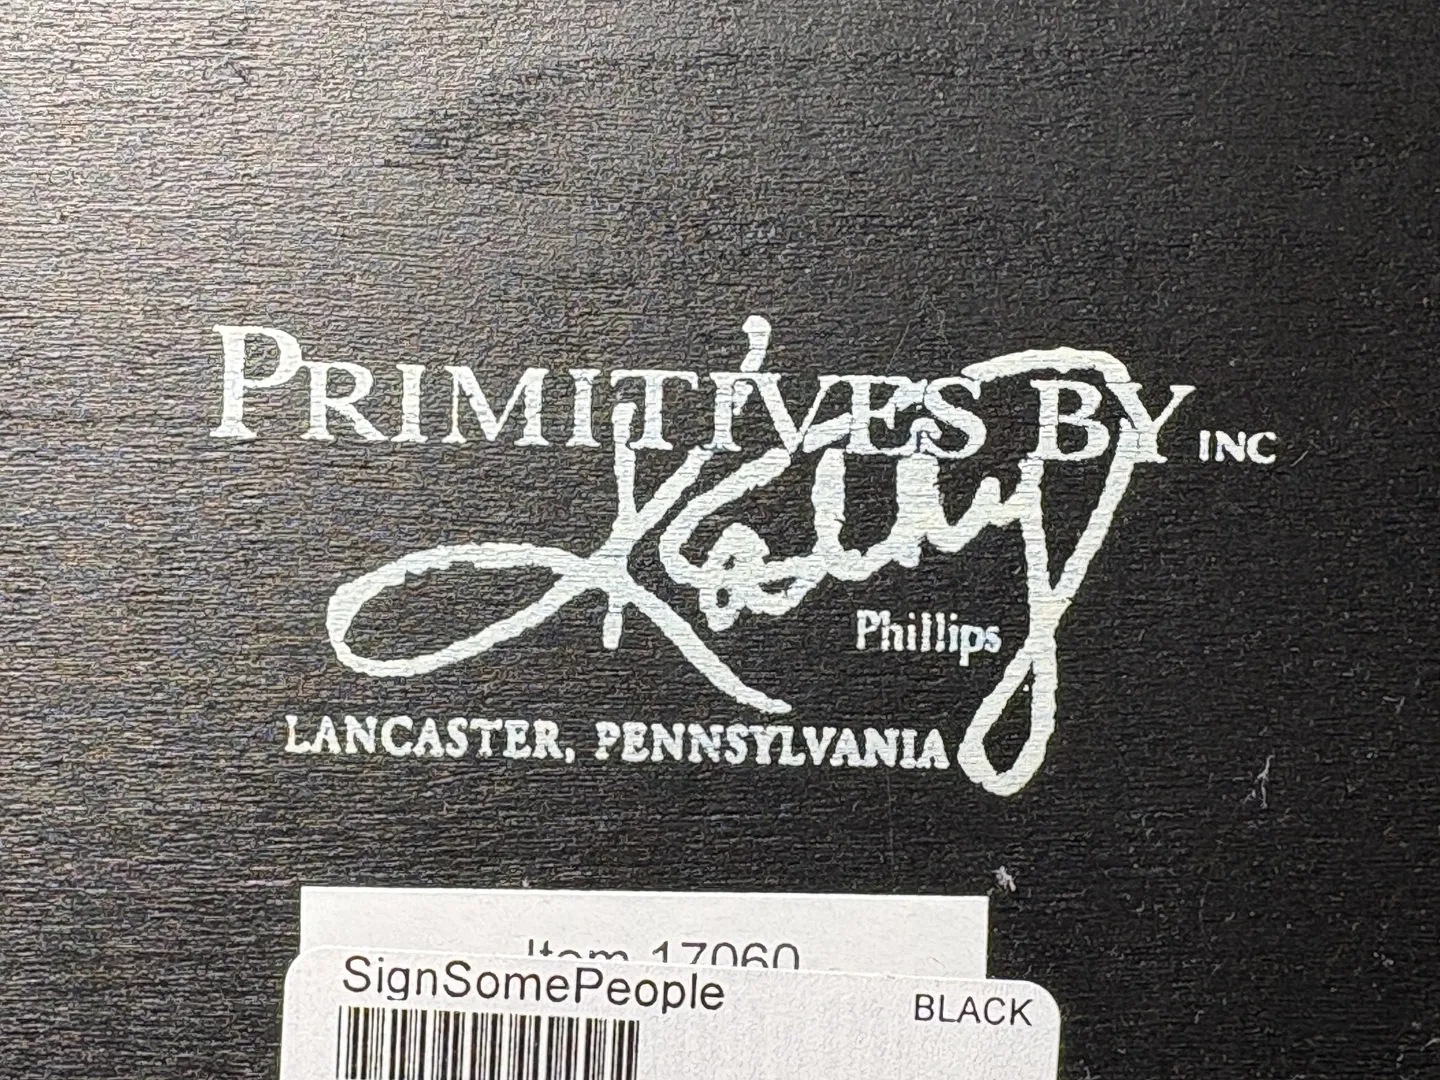 PRIMITIVES BY INC
Kathy
Phillips
LANCASTER, PENNSYLVANIA
Item 17060
SignSomePeople BLACK